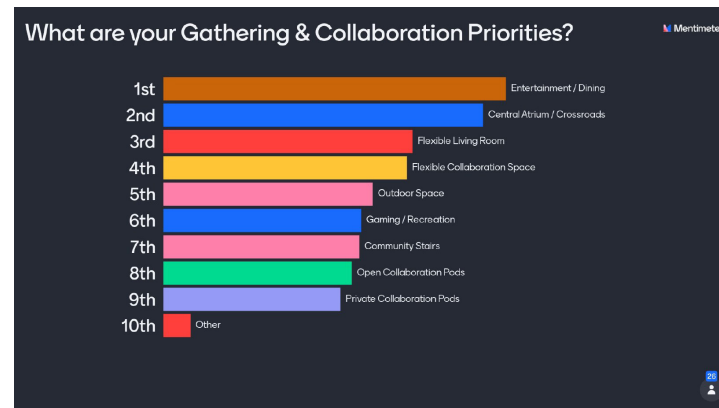 What are your Gathering & Collaboration Priorities?
Mentimete
1st Entertainment / Dining
2nd Central Atrium / Crossroads
3rd Flexible Living Room
4th Flexible Collaboration Space
5th Outdoor Space
6th Gaming / Recreation
7th Community Stairs
8th Open Collaboration Pods
9th Private Collaboration Pods
10th Other
26